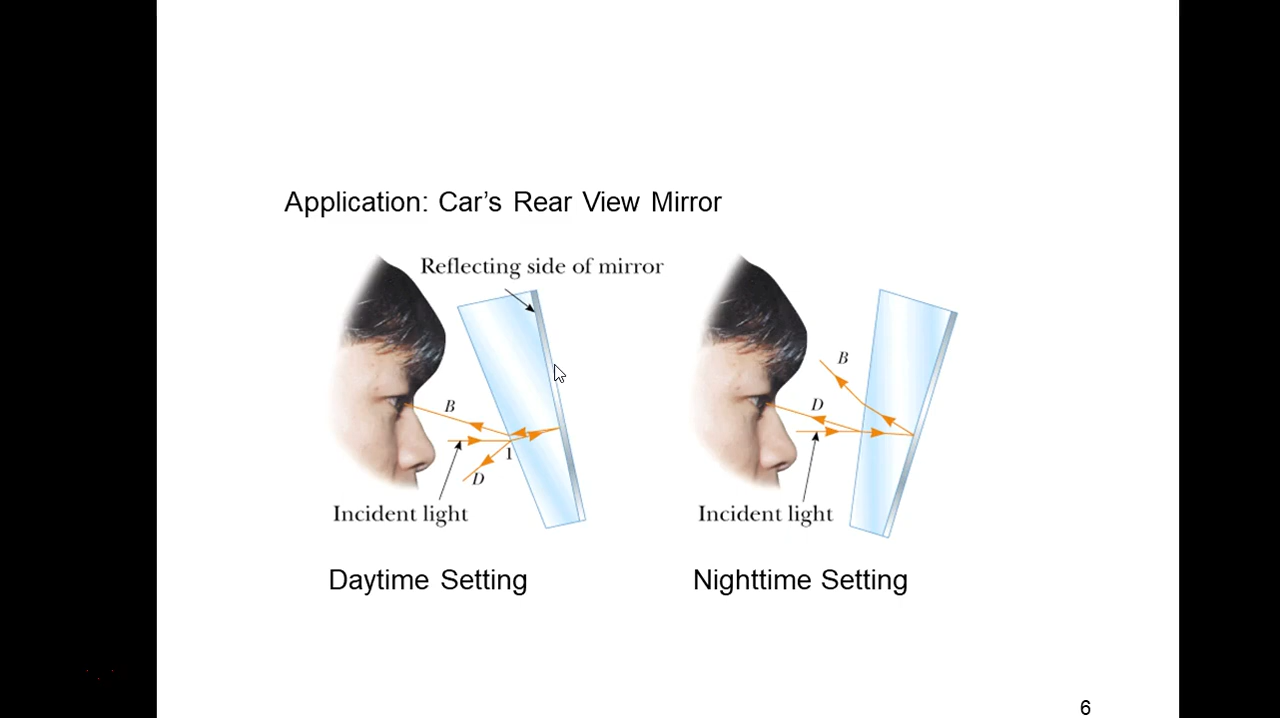 Application: Car's Rear View Mirror
Reflecting side of mirror
B
1
D
Incident light
Daytime Setting
B
D
Incident light
Nighttime Setting
6